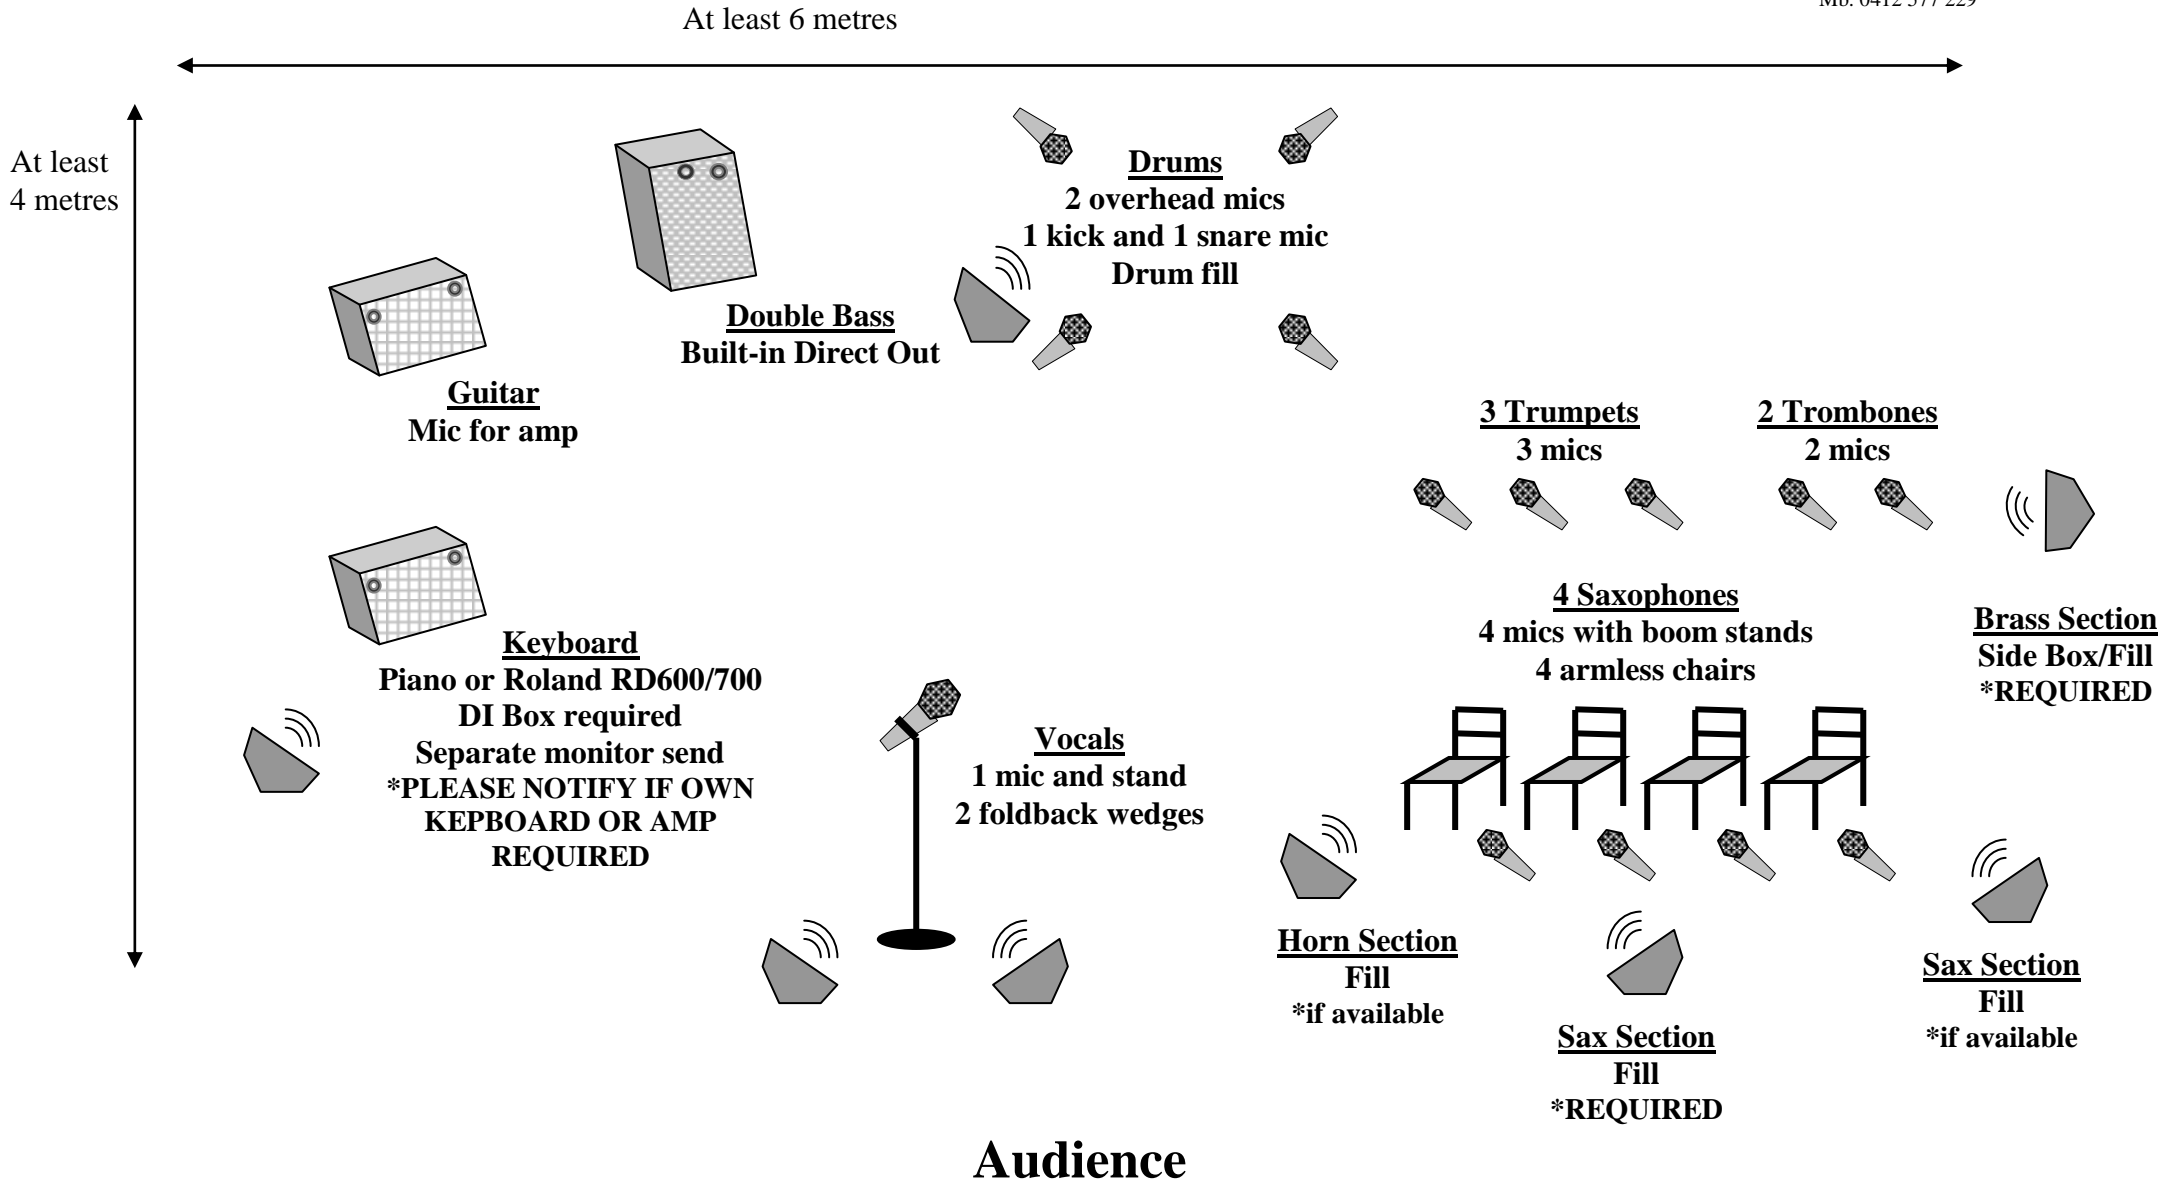 Mb. 0412 577 229
At least 6 metres
At least
4 metres
Drums
2 overhead mics
1 kick and 1 snare mic
Drum fill
Double Bass
Built-in Direct Out
Guitar
Mic for amp
3 Trumpets
3 mics
2 Trombones
2 mics
4 Saxophones
4 mics with boom stands
4 armless chairs
Brass Section
Side Box/Fill
*REQUIRED
Keyboard
Piano or Roland RD600/700
DI Box required
Separate monitor send
*PLEASE NOTIFY IF OWN
KEPBOARD OR AMP
REQUIRED
Vocals
1 mic and stand
2 foldback wedges
Horn Section
Fill
*if available
Sax Section
Fill
*REQUIRED
Sax Section
Fill
*if available
Audience